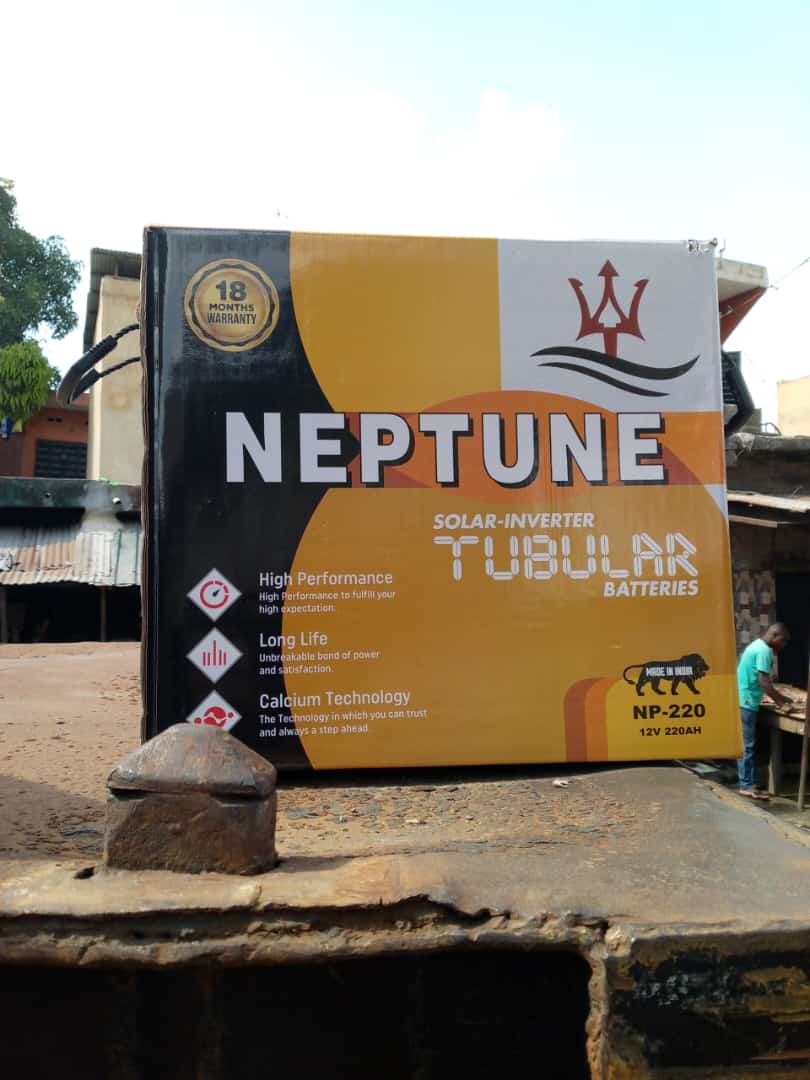 18
MONTHS
WARRANTY
NEPTUNE
SOLAR-INVERTER
TUBULAR
BATTERIES
High Performance
High Performance to fulfill your
high expectation.
Long Life
Unbreakable bond of power
and satisfaction.
Calcium Technology
The Technology in which you can trust
and always a step ahead.
MADE IN INDIA
NP-220
12V 220AH